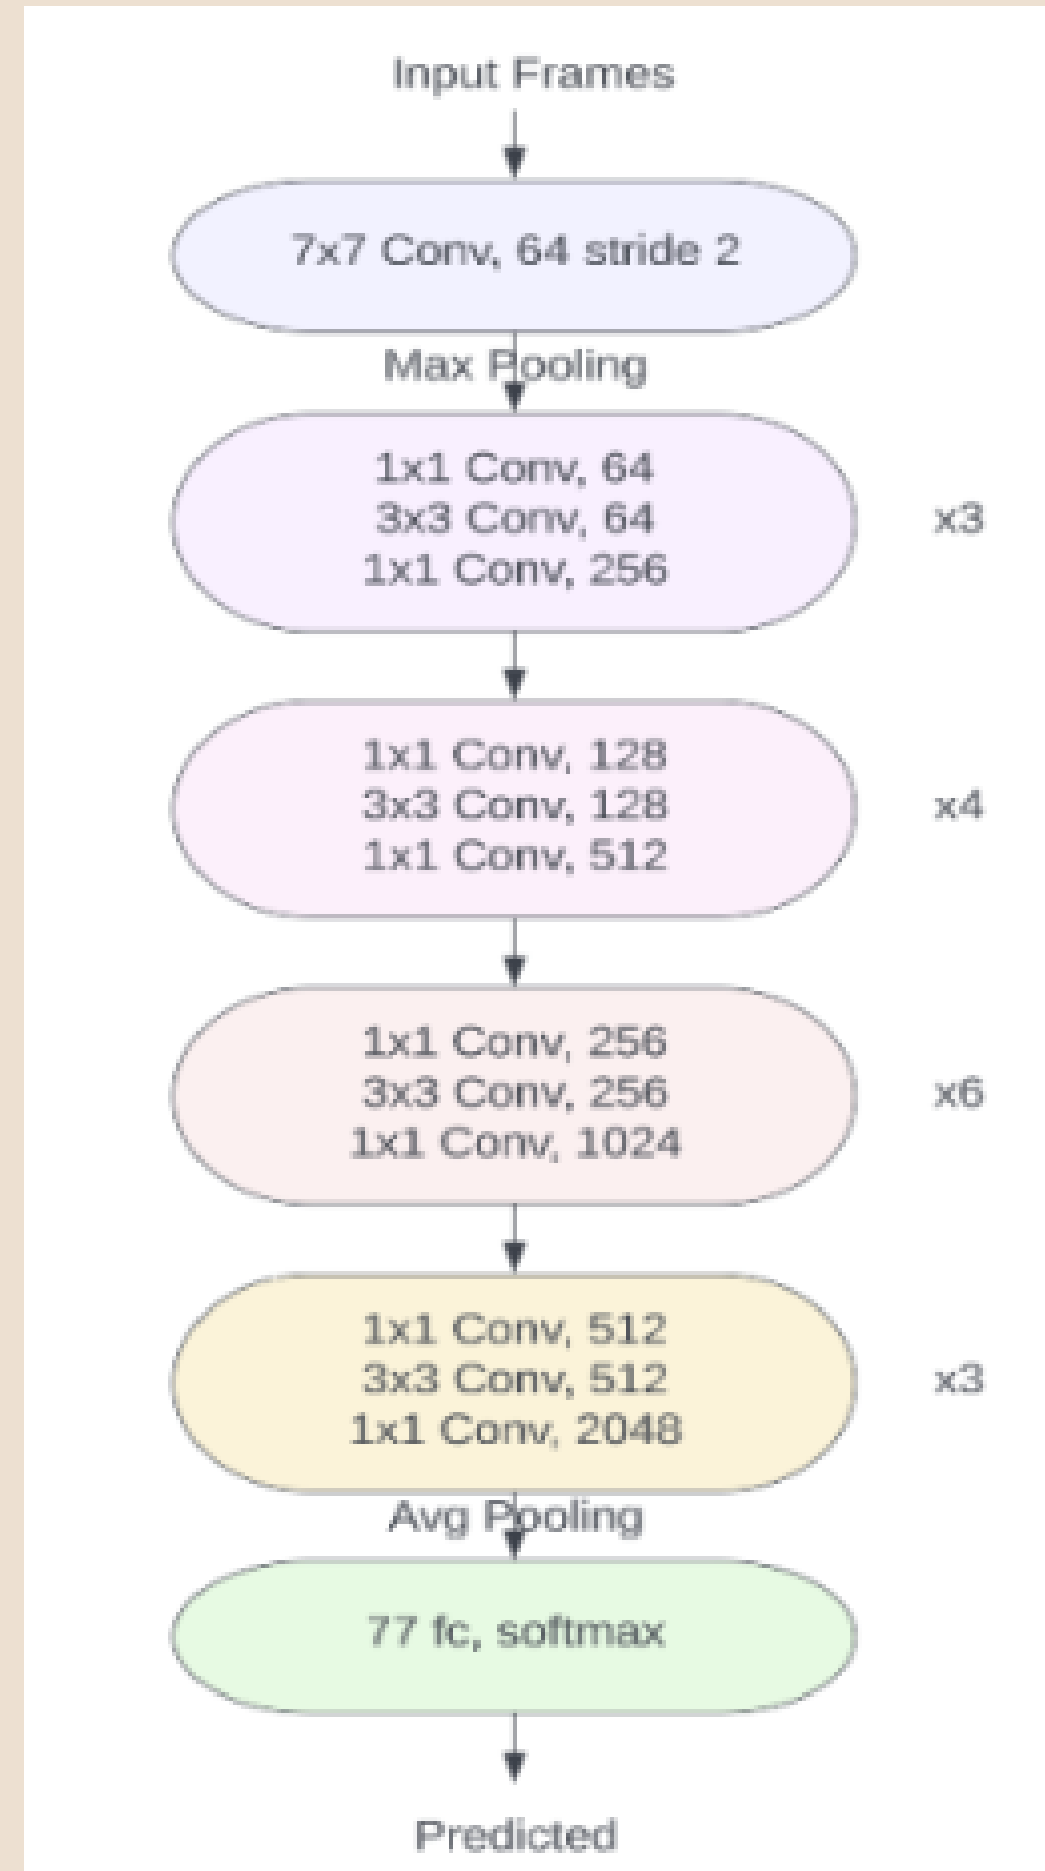 Input Frames
7x7 Conv, 64 stride 2
Max Pooling
1x1 Conv, 64
3x3 Conv, 64
1x1 Conv, 256
x3
1x1 Conv, 128
3x3 Conv, 128
1x1 Conv, 512
x4
1x1 Conv, 256
3x3 Conv, 256
1x1 Conv, 1024
x6
1x1 Conv, 512
3x3 Conv, 512
1x1 Conv, 2048
x3
Avg Pooling
77 fc, softmax
Predicted